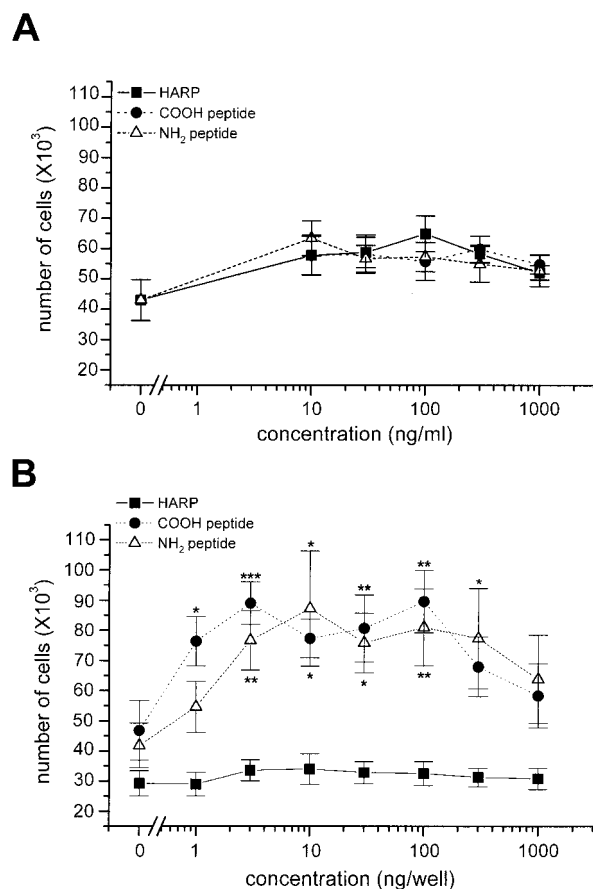 A
HARP
COOH peptide
NH₂ peptide
110
100
90
80
70
60
50
40
30
20
number of cells (X10³)
0 1 10 100 1000
concentration (ng/ml)
B
HARP
COOH peptide
NH₂ peptide
110
100
90
80
70
60
50
40
30
20
number of cells (X10³)
* *** * ** ** *
** * * **
0 1 10 100 1000
concentration (ng/well)